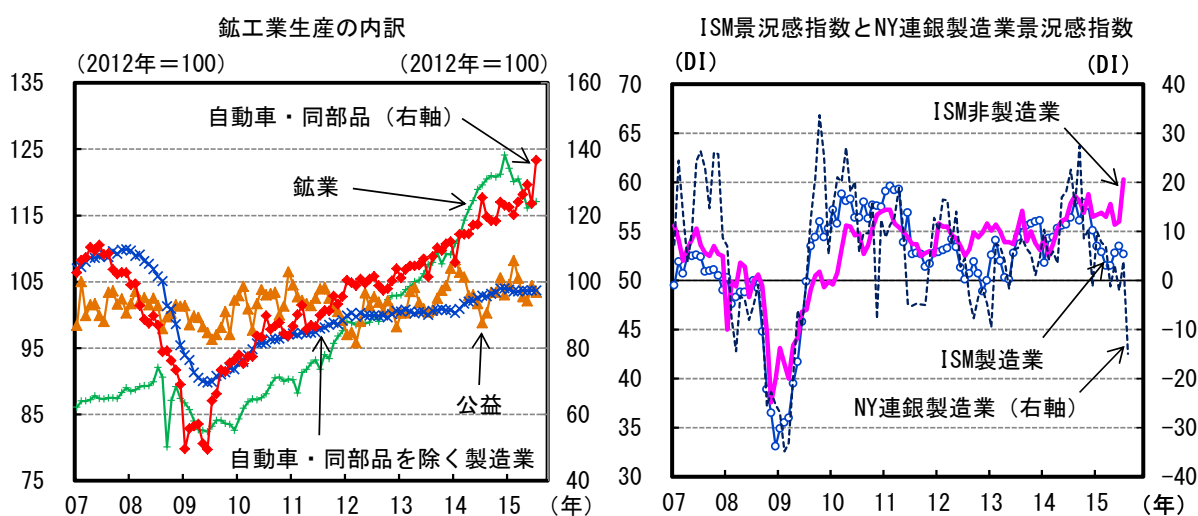 鉱工業生産の内訳
（2012年＝100）
（2012年＝100）
135
125
115
105
95
85
75
160
140
120
100
80
60
40
自動車・同部品（右軸）
鉱業
公益
自動車・同部品を除く製造業
07 08 09 10 11 12 13 14 15 （年）
ISM景況感指数とNY連銀製造業景況感指数
(DI)
(DI)
70
65
60
55
50
45
40
35
30
40
30
20
10
0
-10
-20
-30
-40
ISM非製造業
ISM製造業
NY連銀製造業（右軸）
07 08 09 10 11 12 13 14 15 （年）